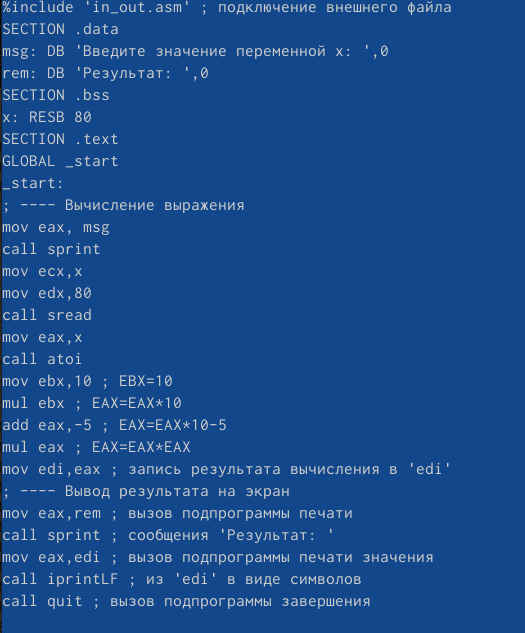 %include 'in_out.asm' ; подключение внешнего файла
SECTION .data
msg: DB 'Введите значение переменной х: ',0
rem: DB 'Результат: ',0
SECTION .bss
x: RESB 80
SECTION .text
GLOBAL _start
_start:
; ---- Вычисление выражения
mov eax, msg
call sprint
mov ecx,x
mov edx,80
call sread
mov eax,x
call atoi
mov ebx,10 ; EBX=10
mul ebx ; EAX=EAX*10
add eax,-5 ; EAX=EAX*10-5
mul eax ; EAX=EAX*EAX
mov edi,eax ; запись результата вычисления в 'edi'
; ---- Вывод результата на экран
mov eax,rem ; вызов подпрограммы печати
call sprint ; сообщения 'Результат: '
mov eax,edi ; вызов подпрограммы печати значения
call iprintLF ; из 'edi' в виде символов
call quit ; вызов подпрограммы завершения